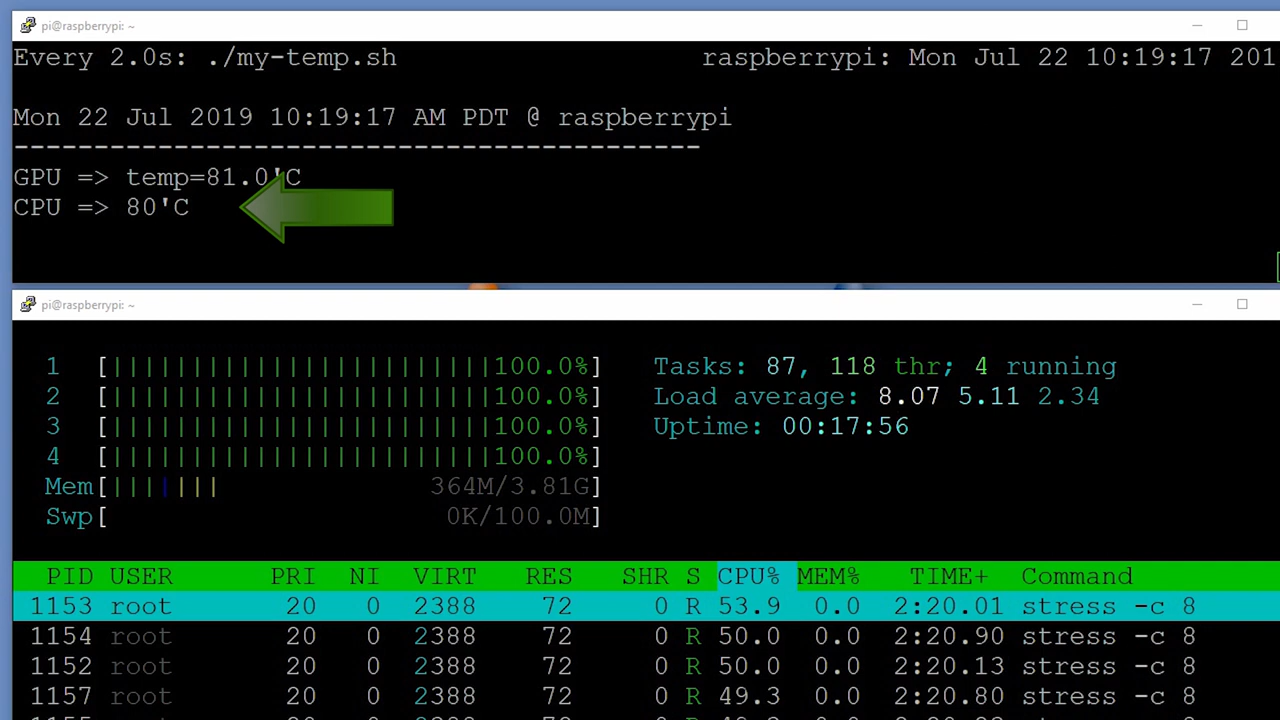 pi@raspberrypi: ~
Every 2.0s: ./my-temp.sh raspberrypi: Mon Jul 22 10:19:17 201
Mon 22 Jul 2019 10:19:17 AM PDT @ raspberrypi
--------------------------------------------
GPU => temp=81.0'C
CPU => 80'C
pi@raspberrypi: ~
1 [||||||||||||||||||||||||100.0%] Tasks: 87, 118 thr; 4 running
2 [||||||||||||||||||||||||100.0%] Load average: 8.07 5.11 2.34
3 [||||||||||||||||||||||||100.0%] Uptime: 00:17:56
4 [||||||||||||||||||||||||100.0%]
Mem[||||||| 364M/3.81G]
Swp[ 0K/100.0M]
PID USER PRI NI VIRT RES SHR S CPU% MEM% TIME+ Command
1153 root 20 0 2388 72 0 R 53.9 0.0 2:20.01 stress -c 8
1154 root 20 0 2388 72 0 R 50.0 0.0 2:20.90 stress -c 8
1152 root 20 0 2388 72 0 R 50.0 0.0 2:20.13 stress -c 8
1157 root 20 0 2388 72 0 R 49.3 0.0 2:20.80 stress -c 8